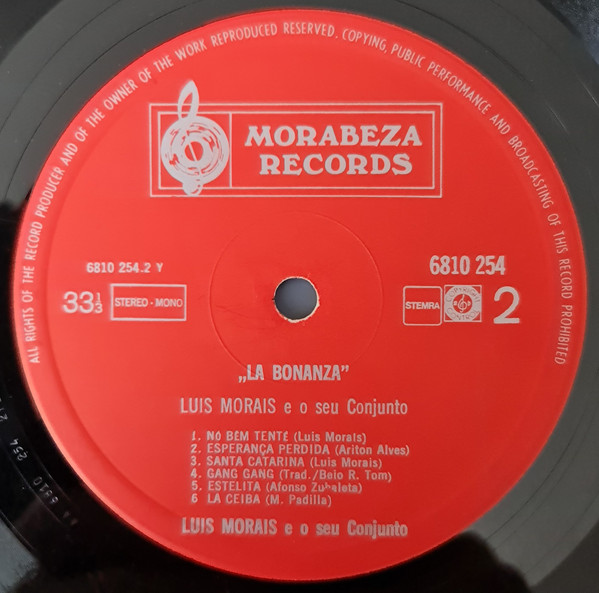 ALL RIGHTS OF THE RECORD PRODUCER AND OF THE OWNER OF THE WORK REPRODUCED RESERVED. COPYING, PUBLIC PERFORMANCE AND BROADCASTING OF THIS RECORD PROHIBITED
MORABEZA
RECORDS
6810 254.2 Y
6810 254
33⅓
STEREO - MONO
STEMRA
2
„LA BONANZA”
LUIS MORAIS e o seu Conjunto
1. NÔ BÊM TENTÉ (Luis Morais)
2. ESPERANÇA PERDIDA (Ariton Alves)
3. SANTA CATARINA (Luis Morais)
4. GANG GANG (Trad./Belo R. Tom)
5. ESTELITA (Afonso Zubaleta)
6 LA CEIBA (M. Padilla)
LUIS MORAIS e o seu Conjunto